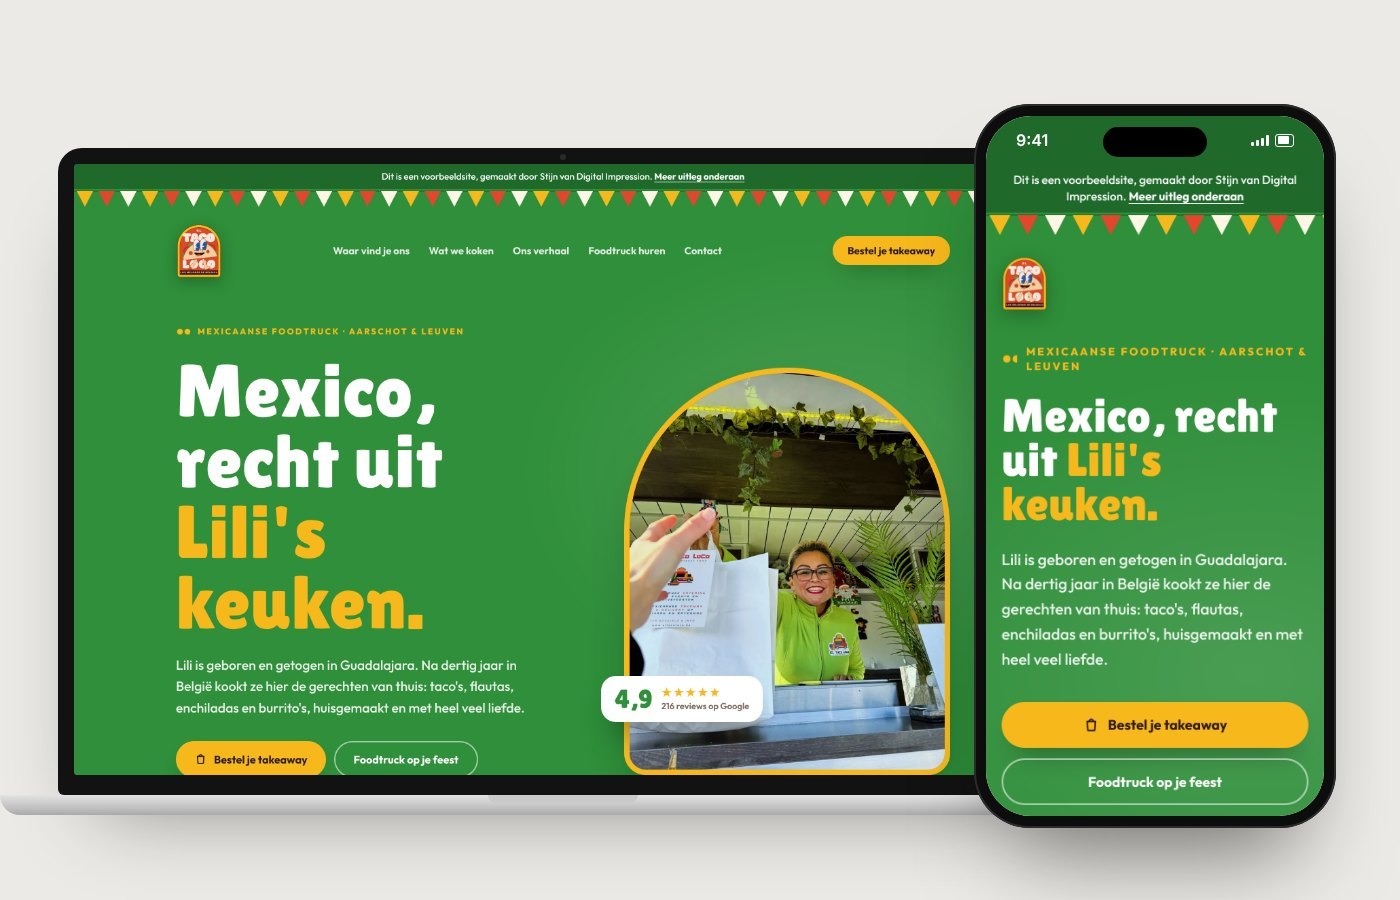 Dit is een voorbeeldsite, gemaakt door Stijn van Digital Impression. Meer uitleg onderaan
TACO
LOCO
Waar vind je ons
Wat we koken
Ons verhaal
Foodtruck huren
Contact
Bestel je takeaway
MEXICAANSE FOODTRUCK · AARSCHOT & LEUVEN
Mexico,
recht uit
Lili's
keuken.
Lili is geboren en getogen in Guadalajara. Na dertig jaar in
België kookt ze hier de gerechten van thuis: taco's, flautas,
enchiladas en burrito's, huisgemaakt en met heel veel liefde.
Bestel je takeaway
Foodtruck op je feest
4,9
216 reviews op Google
9:41
Dit is een voorbeeldsite, gemaakt door Stijn van Digital
Impression. Meer uitleg onderaan
TACO
LOCO
MEXICAANSE FOODTRUCK · AARSCHOT &
LEUVEN
Mexico, recht
uit Lili's
keuken.
Lili is geboren en getogen in Guadalajara.
Na dertig jaar in België kookt ze hier de
gerechten van thuis: taco's, flautas,
enchiladas en burrito's, huisgemaakt en met
heel veel liefde.
Bestel je takeaway
Foodtruck op je feest